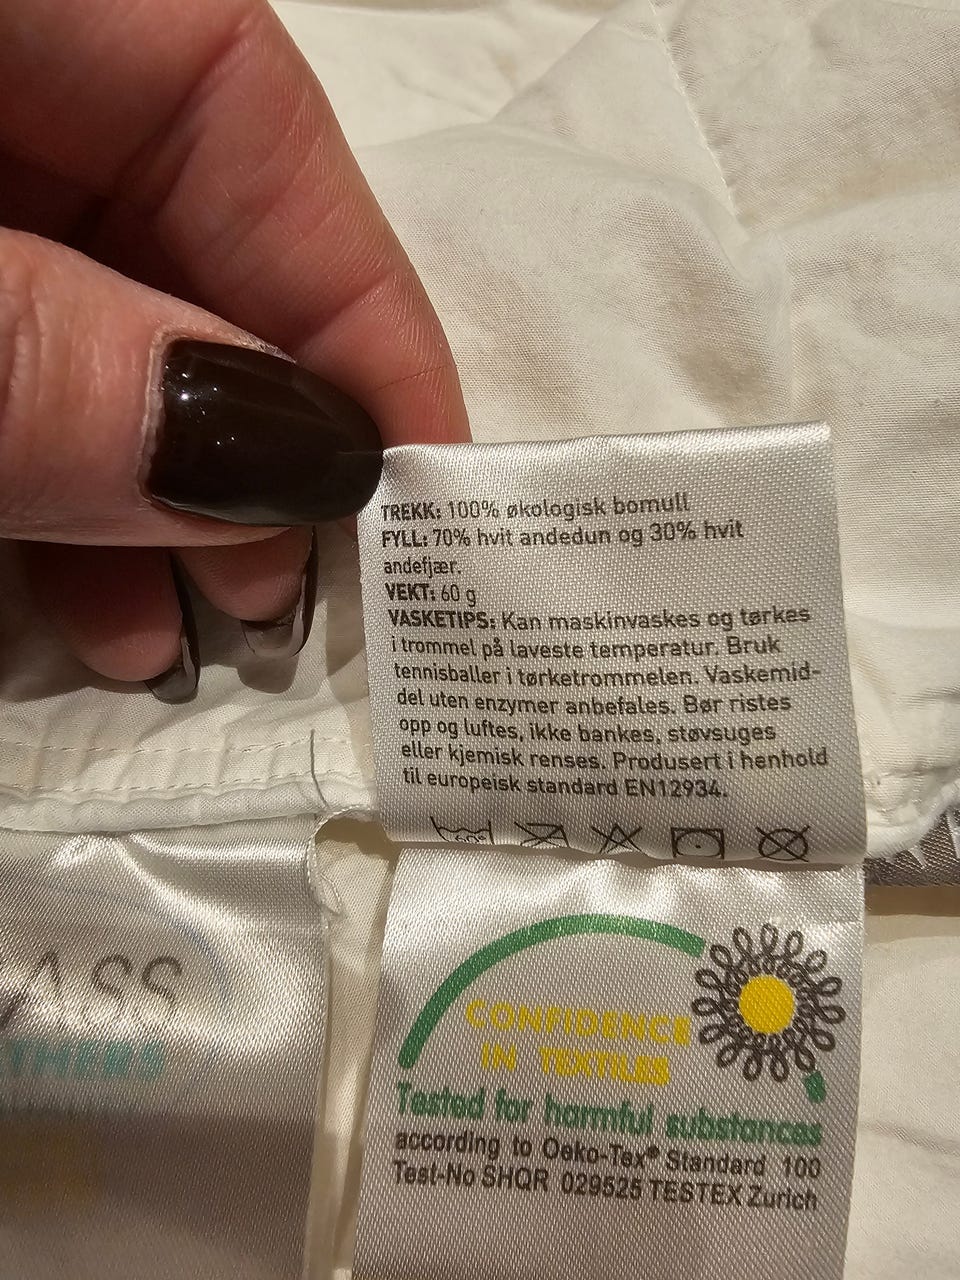 TREKK: 100% økologisk bomull
FYLL: 70% hvit andedun og 30% hvit
andefjær.
VEKT: 60 g
VASKETIPS: Kan maskinvaskes og tørkes
i trommel på laveste temperatur. Bruk
tennisballer i tørketrommelen. Vaskemid-
del uten enzymer anbefales. Bør ristes
opp og luftes, ikke bankes, støvsuges
eller kjemisk renses. Produsert i henhold
til europeisk standard EN12934.
60°
ASS
THERS
CONFIDENCE
IN TEXTILES
Tested for harmful substances
according to Oeko-Tex® Standard 100
Test-No SHQR 029525 TESTEX Zurich